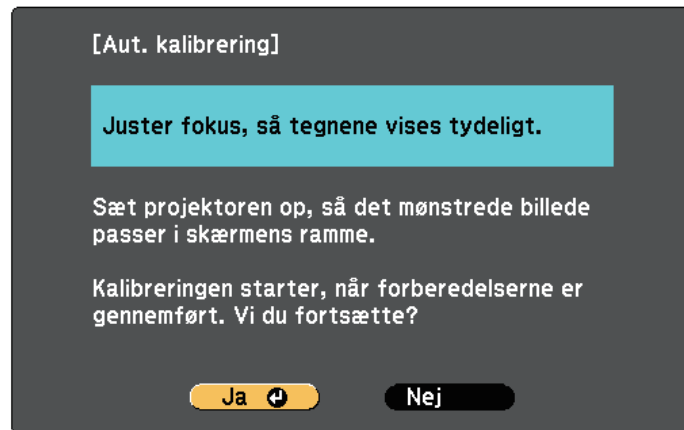 [Aut. kalibrering]
Juster fokus, så tegnene vises tydeligt.
Sæt projektoren op, så det mønstrede billede
passer i skærmens ramme.
Kalibreringen starter, når forberedelserne er
gennemført. Vi du fortsætte?
Ja
Nej